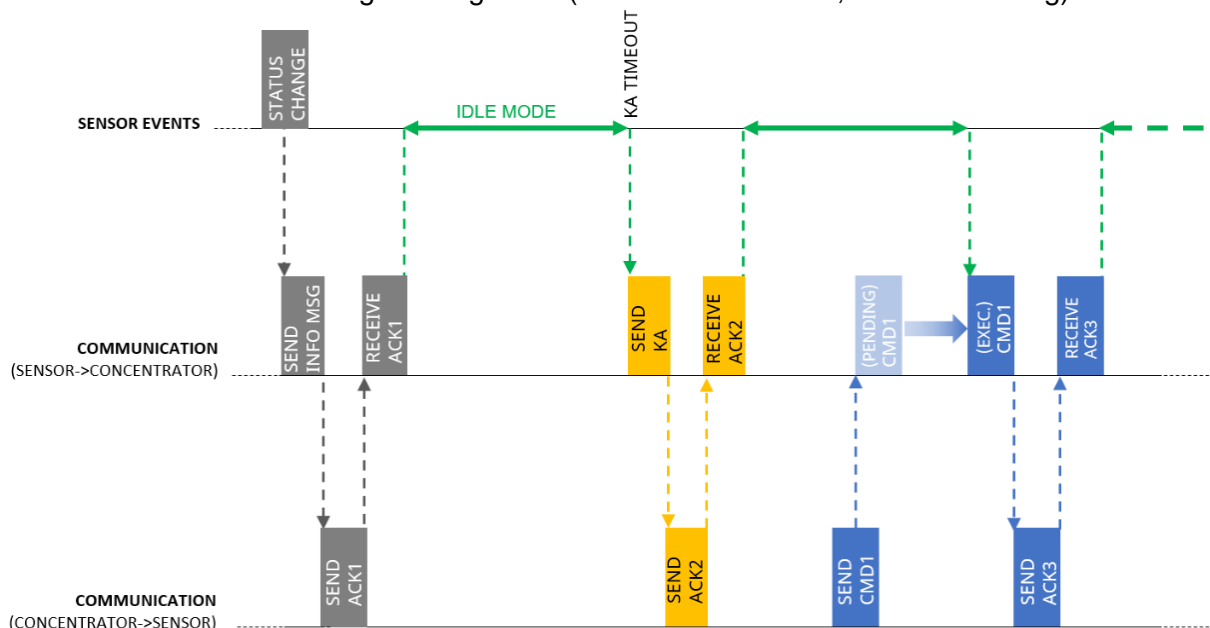 KA TIMEOUT
STATUS
CHANGE
IDLE MODE
SENSOR EVENTS
SEND
INFO MSG
RECEIVE
ACK1
SEND
KA
RECEIVE
ACK2
(PENDING)
CMD1
(EXEC.)
CMD1
RECEIVE
ACK3
COMMUNICATION
(SENSOR->CONCENTRATOR)
SEND
ACK1
SEND
ACK2
SEND
CMD1
SEND
ACK3
COMMUNICATION
(CONCENTRATOR->SENSOR)